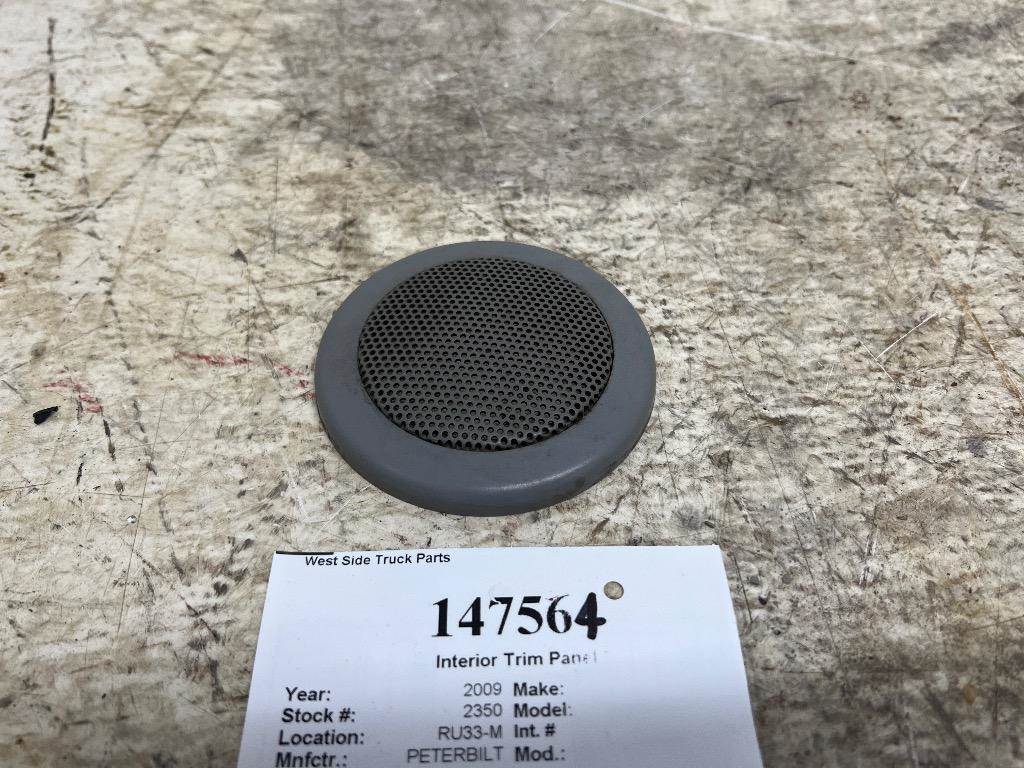 West Side Truck Parts
147564
Interior Trim Panel
Year: 2009 Make:
Stock #: 2350 Model:
Location: RU33-M Int. #
Mnfctr.: PETERBILT Mod.: